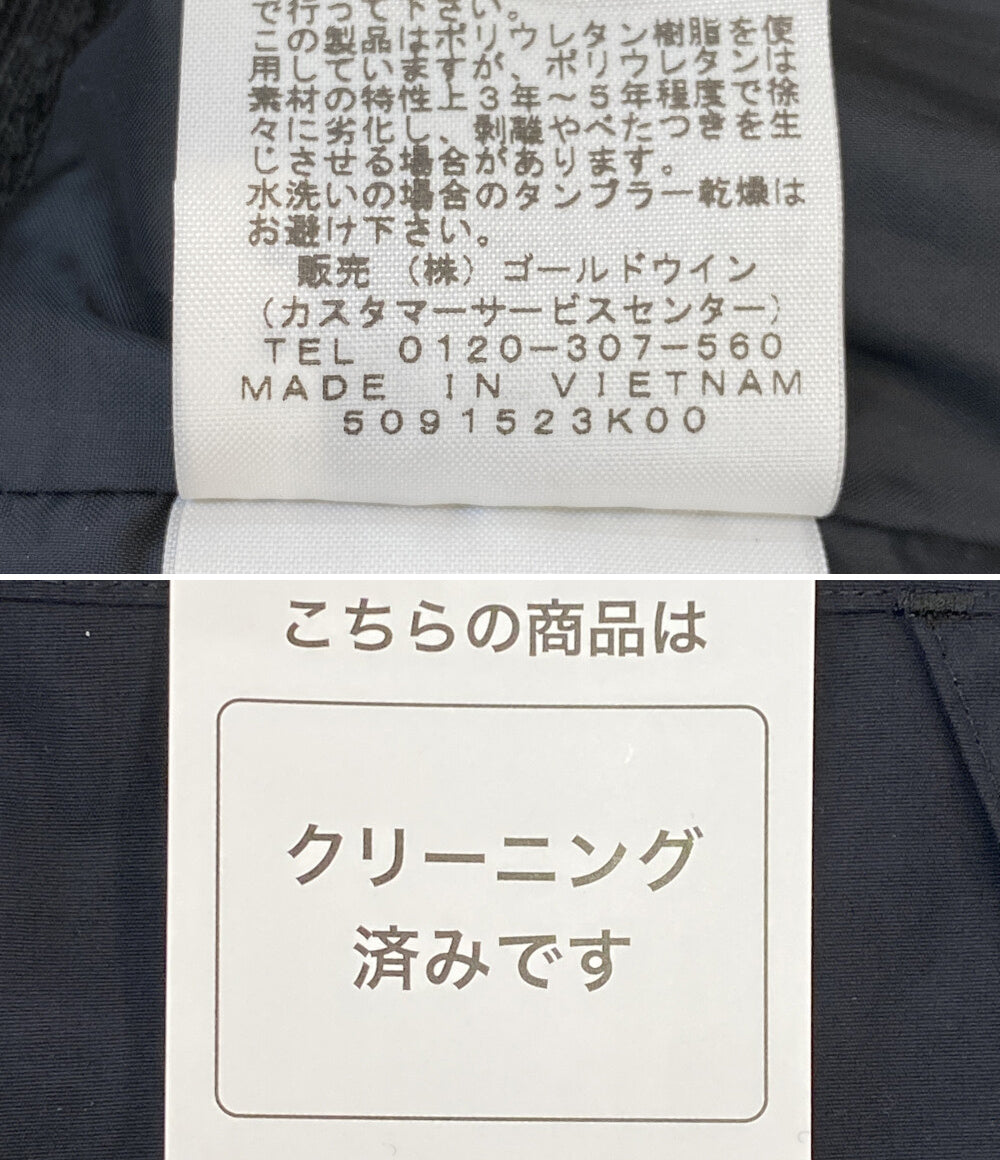 で行って下さい。
この製品はポリウレタン樹脂を使
用していますが、ポリウレタンは
素材の特性上3年～5年程度で徐
々に劣化し、剥離やべたつきを生
じさせる場合があります。
水洗いの場合のタンブラー乾燥は
お避け下さい。
販売 (株) ゴールドウイン
(カスタマーサービスセンター)
TEL 0120-307-560
MADE IN VIETNAM
5091523K00
こちらの商品は
クリーニング
済みです